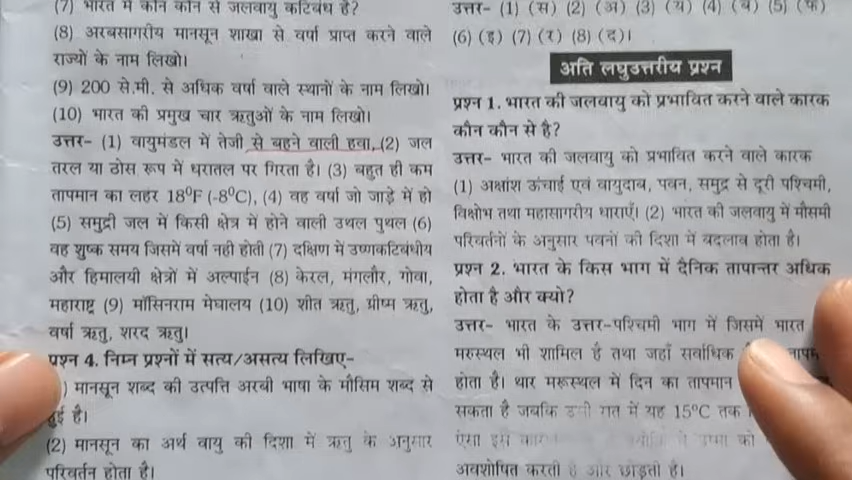 (7) भारत में कौन कौन से जलवायु कटिबंध है?
(8) अरबसागरीय मानसून शाखा से वर्षा प्राप्त करने वाले
राज्यों के नाम लिखो।
(9) 200 से.मी. से अधिक वर्षा वाले स्थानों के नाम लिखो।
(10) भारत की प्रमुख चार ऋतुओं के नाम लिखो।
उत्तर- (1) वायुमंडल में तेजी से बहने वाली हवा, (2) जल
तरल या ठोस रूप में धरातल पर गिरता है। (3) बहुत ही कम
तापमान का लहर 18⁰F (-8⁰C), (4) वह वर्षा जो जाड़े में हो
(5) समुद्री जल में किसी क्षेत्र में होने वाली उथल पुथल (6)
वह शुष्क समय जिसमें वर्षा नही होती (7) दक्षिण में उष्णकटिबंधीय
और हिमालयी क्षेत्रों में अल्पाईन (8) केरल, मंगलौर, गोवा,
महाराष्ट्र (9) मॉसिनराम मेघालय (10) शीत ऋतु, ग्रीष्म ऋतु,
वर्षा ऋतु, शरद ऋतु।
प्रश्न 4. निम्न प्रश्नों में सत्य/असत्य लिखिए-
) मानसून शब्द की उत्पत्ति अरबी भाषा के मौसिम शब्द से
हुई है।
(2) मानसून का अर्थ वायु की दिशा में ऋतु के अनुसार
परिवर्तन होता है।
उत्तर- (1) (स) (2) (अ) (3) (य) (4) (ब) (5) (फ)
(6) (इ) (7) (र) (8) (द)।
अति लघुउत्तरीय प्रश्न
प्रश्न 1. भारत की जलवायु को प्रभावित करने वाले कारक
कौन कौन से है?
उत्तर- भारत की जलवायु को प्रभावित करने वाले कारक
(1) अक्षांश ऊंचाई एवं वायुदाब, पवन, समुद्र से दूरी पश्चिमी,
विक्षोभ तथा महासागरीय धाराएँ। (2) भारत की जलवायु में मौसमी
परिवर्तनों के अनुसार पवनों की दिशा में बदलाव होता है।
प्रश्न 2. भारत के किस भाग में दैनिक तापान्तर अधिक
होता है और क्यो?
उत्तर- भारत के उत्तर-पश्चिमी भाग में जिसमें भारत
मरुस्थल भी शामिल है तथा जहाँ सर्वाधिक
होता है। थार मरूस्थल में दिन का तापमान
सकता है जबकि रात में यह 15⁰C तक
ऐसा इस को
अवशोषित करती है और छोड़ती है।